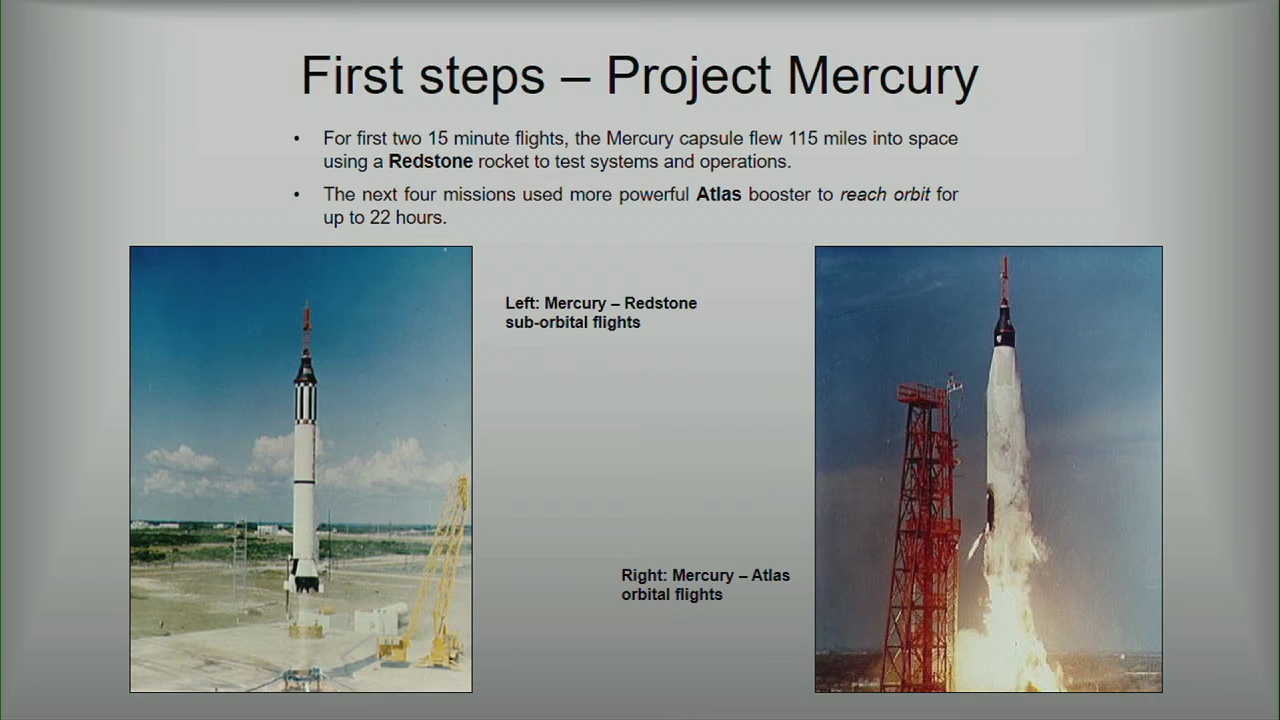 First steps – Project Mercury
• For first two 15 minute flights, the Mercury capsule flew 115 miles into space
using a Redstone rocket to test systems and operations.
• The next four missions used more powerful Atlas booster to reach orbit for
up to 22 hours.
Left: Mercury – Redstone
sub-orbital flights
Right: Mercury – Atlas
orbital flights